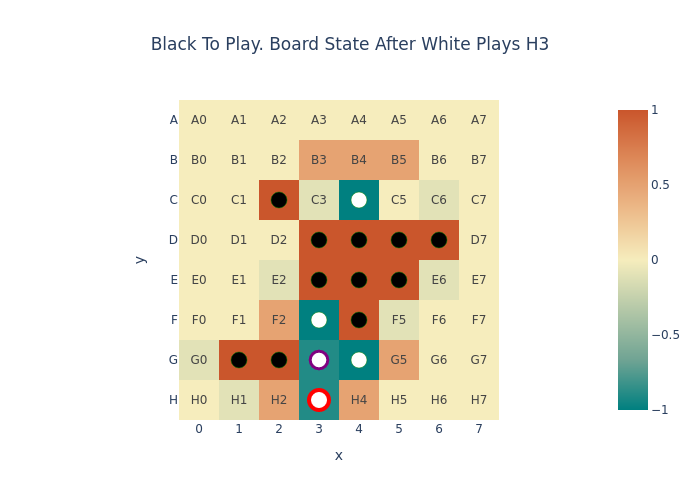 Black To Play. Board State After White Plays H3
A A0 A1 A2 A3 A4 A5 A6 A7
B B0 B1 B2 B3 B4 B5 B6 B7
C C0 C1 C3 C5 C6 C7
D D0 D1 D2 D7
E E0 E1 E2 E6 E7
F F0 F1 F2 F5 F6 F7
G G0 G5 G6 G7
H H0 H1 H2 H4 H5 H6 H7
0 1 2 3 4 5 6 7
x
y
1
0.5
0
−0.5
−1